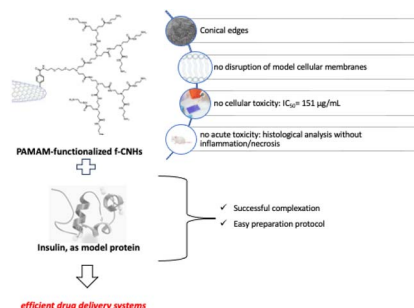 Conical edges
no disruption of model cellular membranes
no cellular toxicity: IC50= 151 µg/mL
no acute toxicity: histological analysis without
inflammation/necrosis
PAMAM-functionalized f-CNHs
✓ Successful complexation
✓ Easy preparation protocol
Insulin, as model protein
efficient drug delivery systems